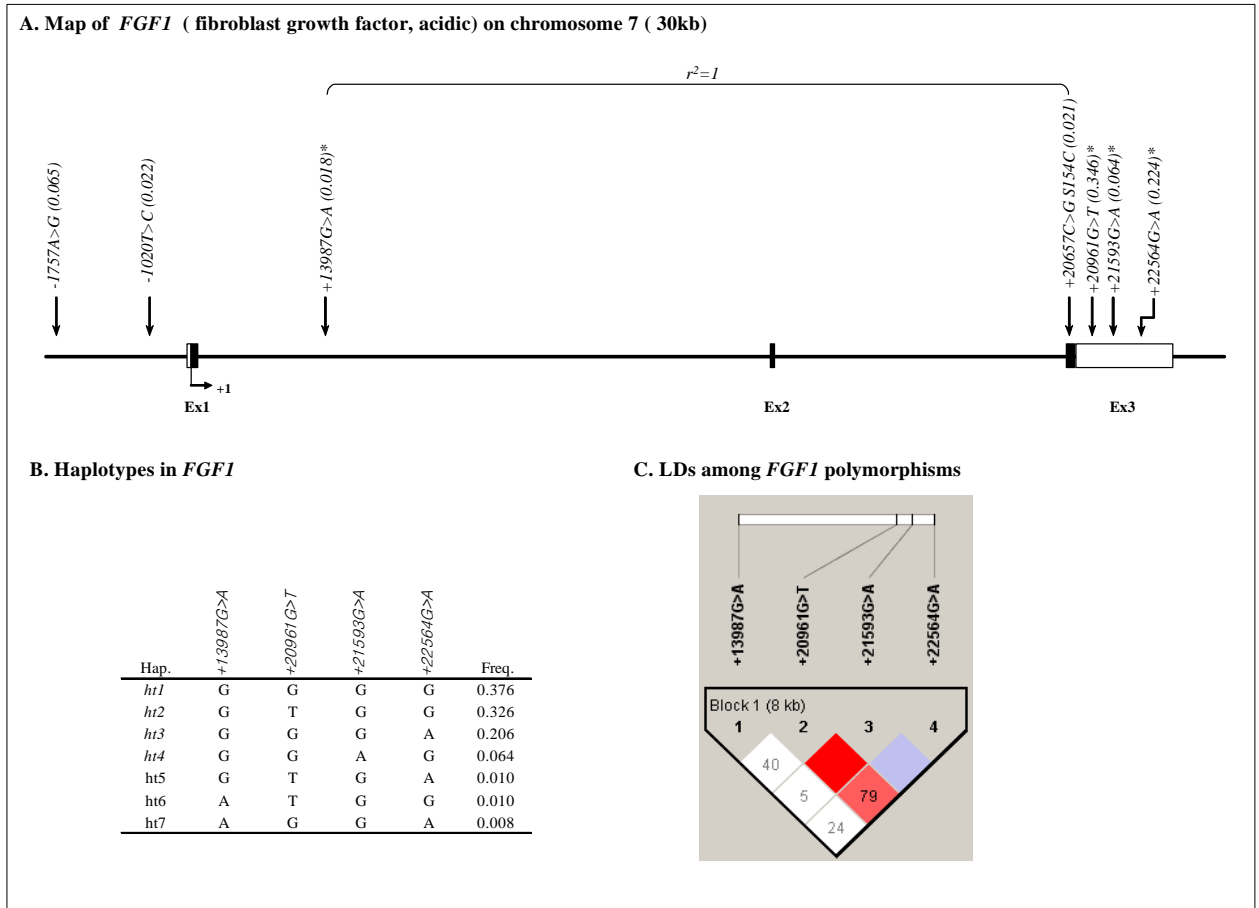 A. Map of FGF1 ( fibroblast growth factor, acidic) on chromosome 7 ( 30kb)
r²=1
-1757A>G (0.065)
-1020T>C (0.022)
+13987G>A (0.018)*
+20657C>G S154C (0.021)
+20961G>T (0.346)*
+21593G>A (0.064)*
+22564G>A (0.224)*
+1
Ex1 Ex2 Ex3
B. Haplotypes in FGF1
Hap. +13987G>A +20961G>T +21593G>A +22564G>A Freq.
ht1 G G G G 0.376
ht2 G T G G 0.326
ht3 G G G A 0.206
ht4 G G A G 0.064
ht5 G T G A 0.010
ht6 A T G G 0.010
ht7 A G G A 0.008
C. LDs among FGF1 polymorphisms
+13987G>A
+20961G>T
+21593G>A
+22564G>A
Block 1 (8 kb)
1 2 3 4
40
5 79
24